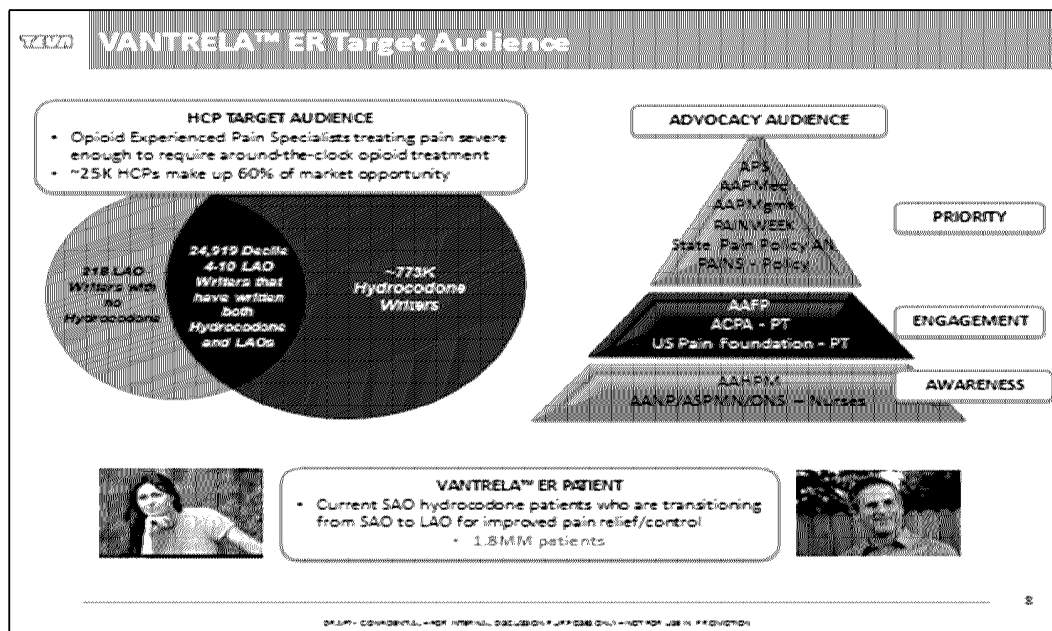 TEVA
VANTRELA™ ER Target Audience
HCP TARGET AUDIENCE
• Opioid Experienced Pain Specialists treating pain severe
enough to require around-the-clock opioid treatment
• ~25K HCPs make up 60% of market opportunity
218 LAO
Writers with
no
Hydrocodone
24,919 Decile
4-10 LAO
Writers that
have written
both
Hydrocodone
and LAOs
~773K
Hydrocodone
Writers
ADVOCACY AUDIENCE
APS
AAPMed
AAPMgmt
PAINWEEK
State Pain Policy AN
PAINS - Policy
PRIORITY
AAFP
ACPA - PT
US Pain Foundation - PT
ENGAGEMENT
AAHPM
AANP/ASPMN/ONS – Nurses
AWARENESS
VANTRELA™ ER PATIENT
• Current SAO hydrocodone patients who are transitioning
from SAO to LAO for improved pain relief/control
• 1.8MM patients
8
DRAFT - CONFIDENTIAL - FOR INTERNAL DISCUSSION PURPOSES ONLY - NOT FOR USE IN PROMOTION